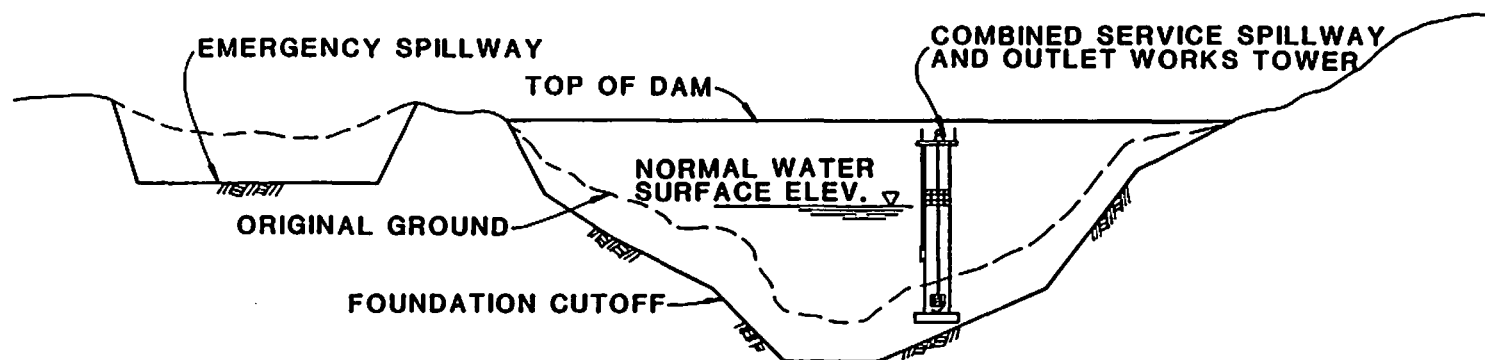 EMERGENCY SPILLWAY
COMBINED SERVICE SPILLWAY
AND OUTLET WORKS TOWER
TOP OF DAM
NORMAL WATER
SURFACE ELEV.
ORIGINAL GROUND
FOUNDATION CUTOFF